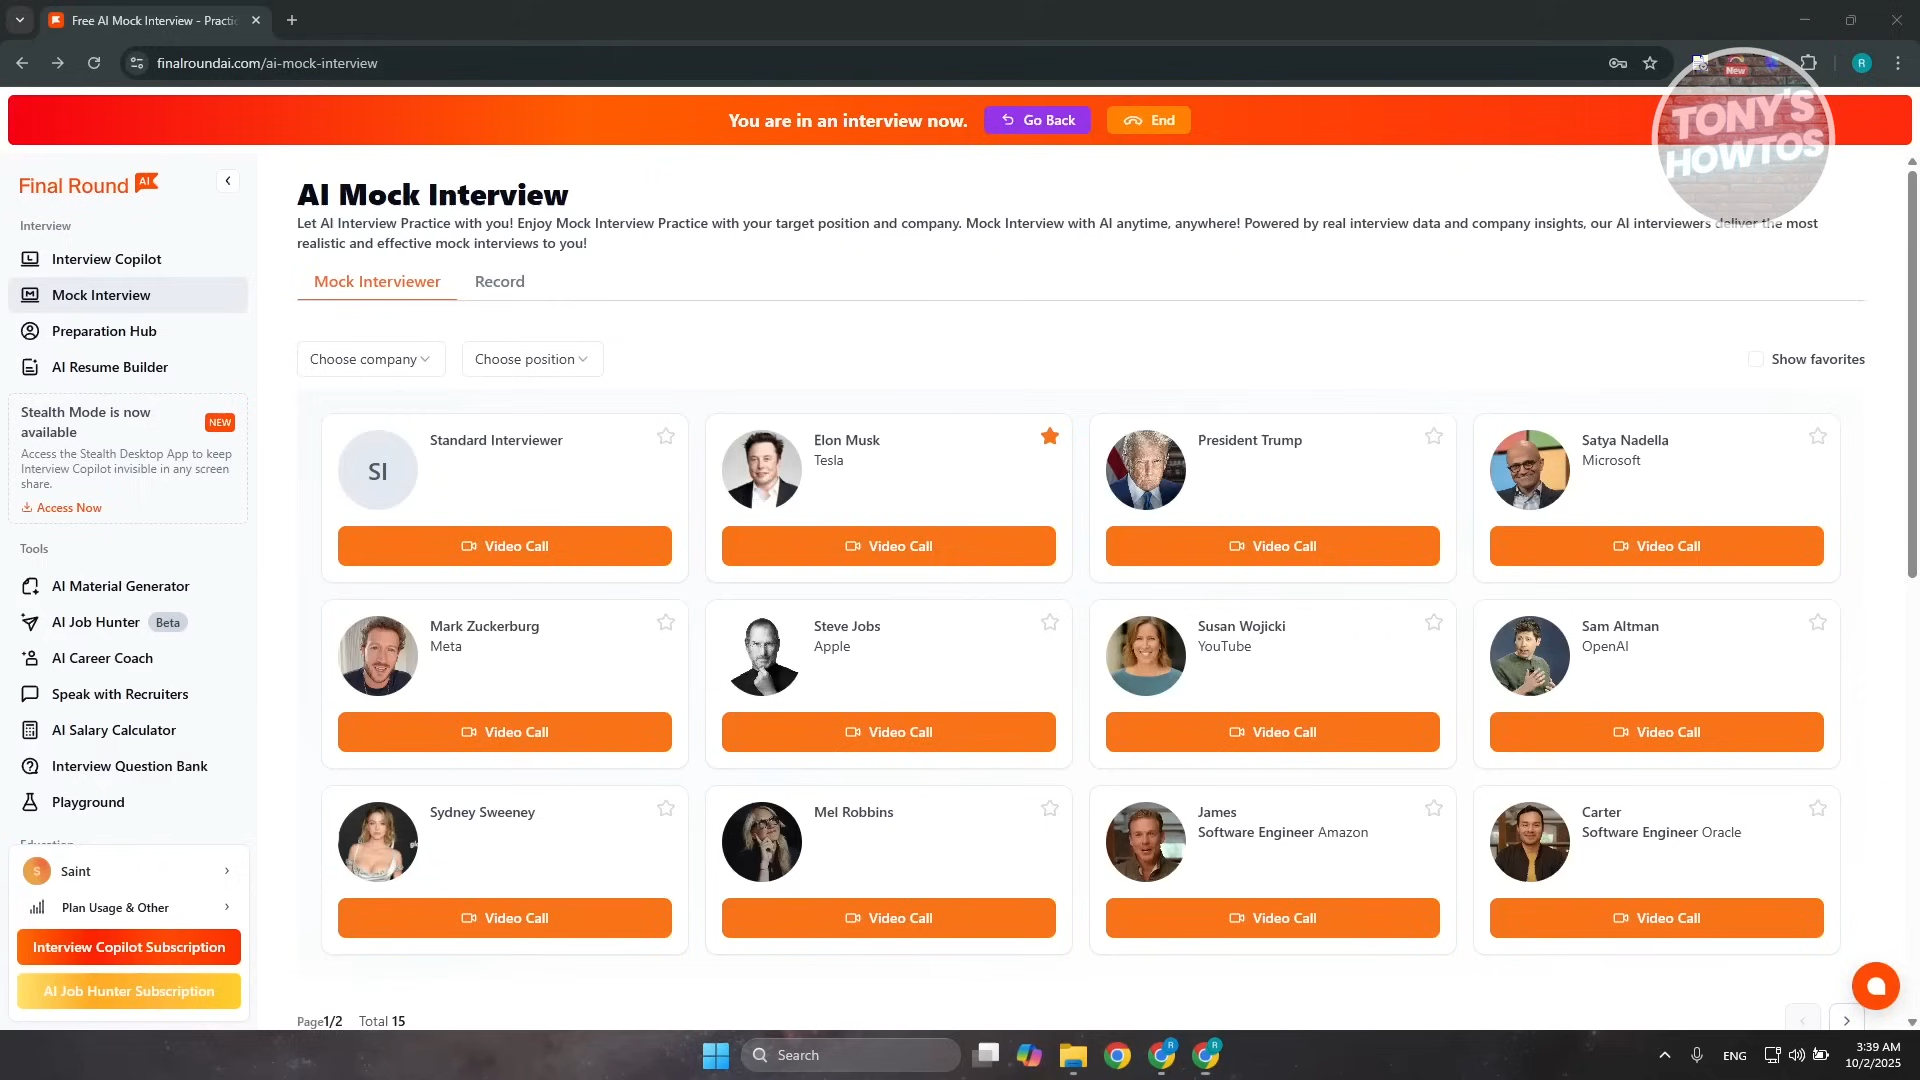 Free AI Mock Interview - Practic
finalroundai.com/ai-mock-interview
New
R
TONY'S
HOWTOS
You are in an interview now.
Go Back
End
Final Round AI
Interview
Interview Copilot
Mock Interview
Preparation Hub
AI Resume Builder
Stealth Mode is now
available
NEW
Access the Stealth Desktop App to keep
Interview Copilot invisible in any screen
share.
Access Now
Tools
AI Material Generator
AI Job Hunter Beta
AI Career Coach
Speak with Recruiters
AI Salary Calculator
Interview Question Bank
Playground
Education
S Saint
Plan Usage & Other
Interview Copilot Subscription
AI Job Hunter Subscription
AI Mock Interview
Let AI Interview Practice with you! Enjoy Mock Interview Practice with your target position and company. Mock Interview with AI anytime, anywhere! Powered by real interview data and company insights, our AI interviewers deliver the most
realistic and effective mock interviews to you!
Mock Interviewer Record
Choose company Choose position Show favorites
SI
Standard Interviewer
Video Call
Elon Musk
Tesla
Video Call
President Trump
Video Call
Satya Nadella
Microsoft
Video Call
Mark Zuckerburg
Meta
Video Call
Steve Jobs
Apple
Video Call
Susan Wojicki
YouTube
Video Call
Sam Altman
OpenAI
Video Call
Sydney Sweeney
Video Call
Mel Robbins
Video Call
James
Software Engineer Amazon
Video Call
Carter
Software Engineer Oracle
Video Call
Page1/2 Total 15
Search
R
R
ENG
3:39 AM
10/2/2025